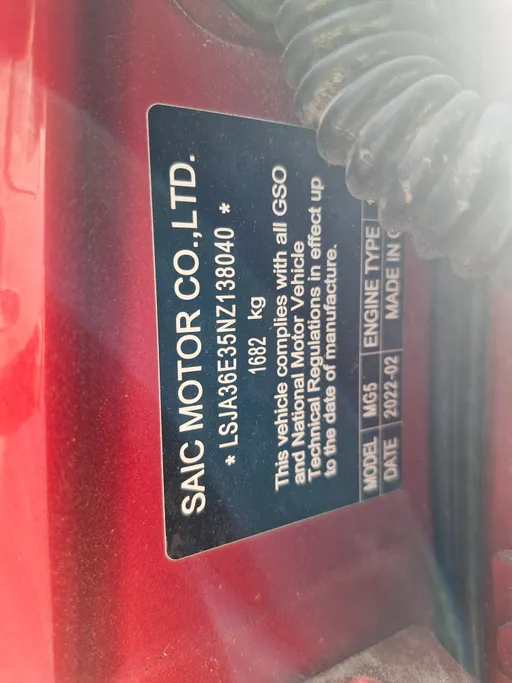 SAIC MOTOR CO.,LTD.
* LSJA36E35NZ138040 *
1682 kg
This vehicle complies with all GSO
and National Motor Vehicle
Technical Regulations in effect up
to the date of manufacture.
MODEL MG5 ENGINE TYPE
DATE 2022-02 MADE IN